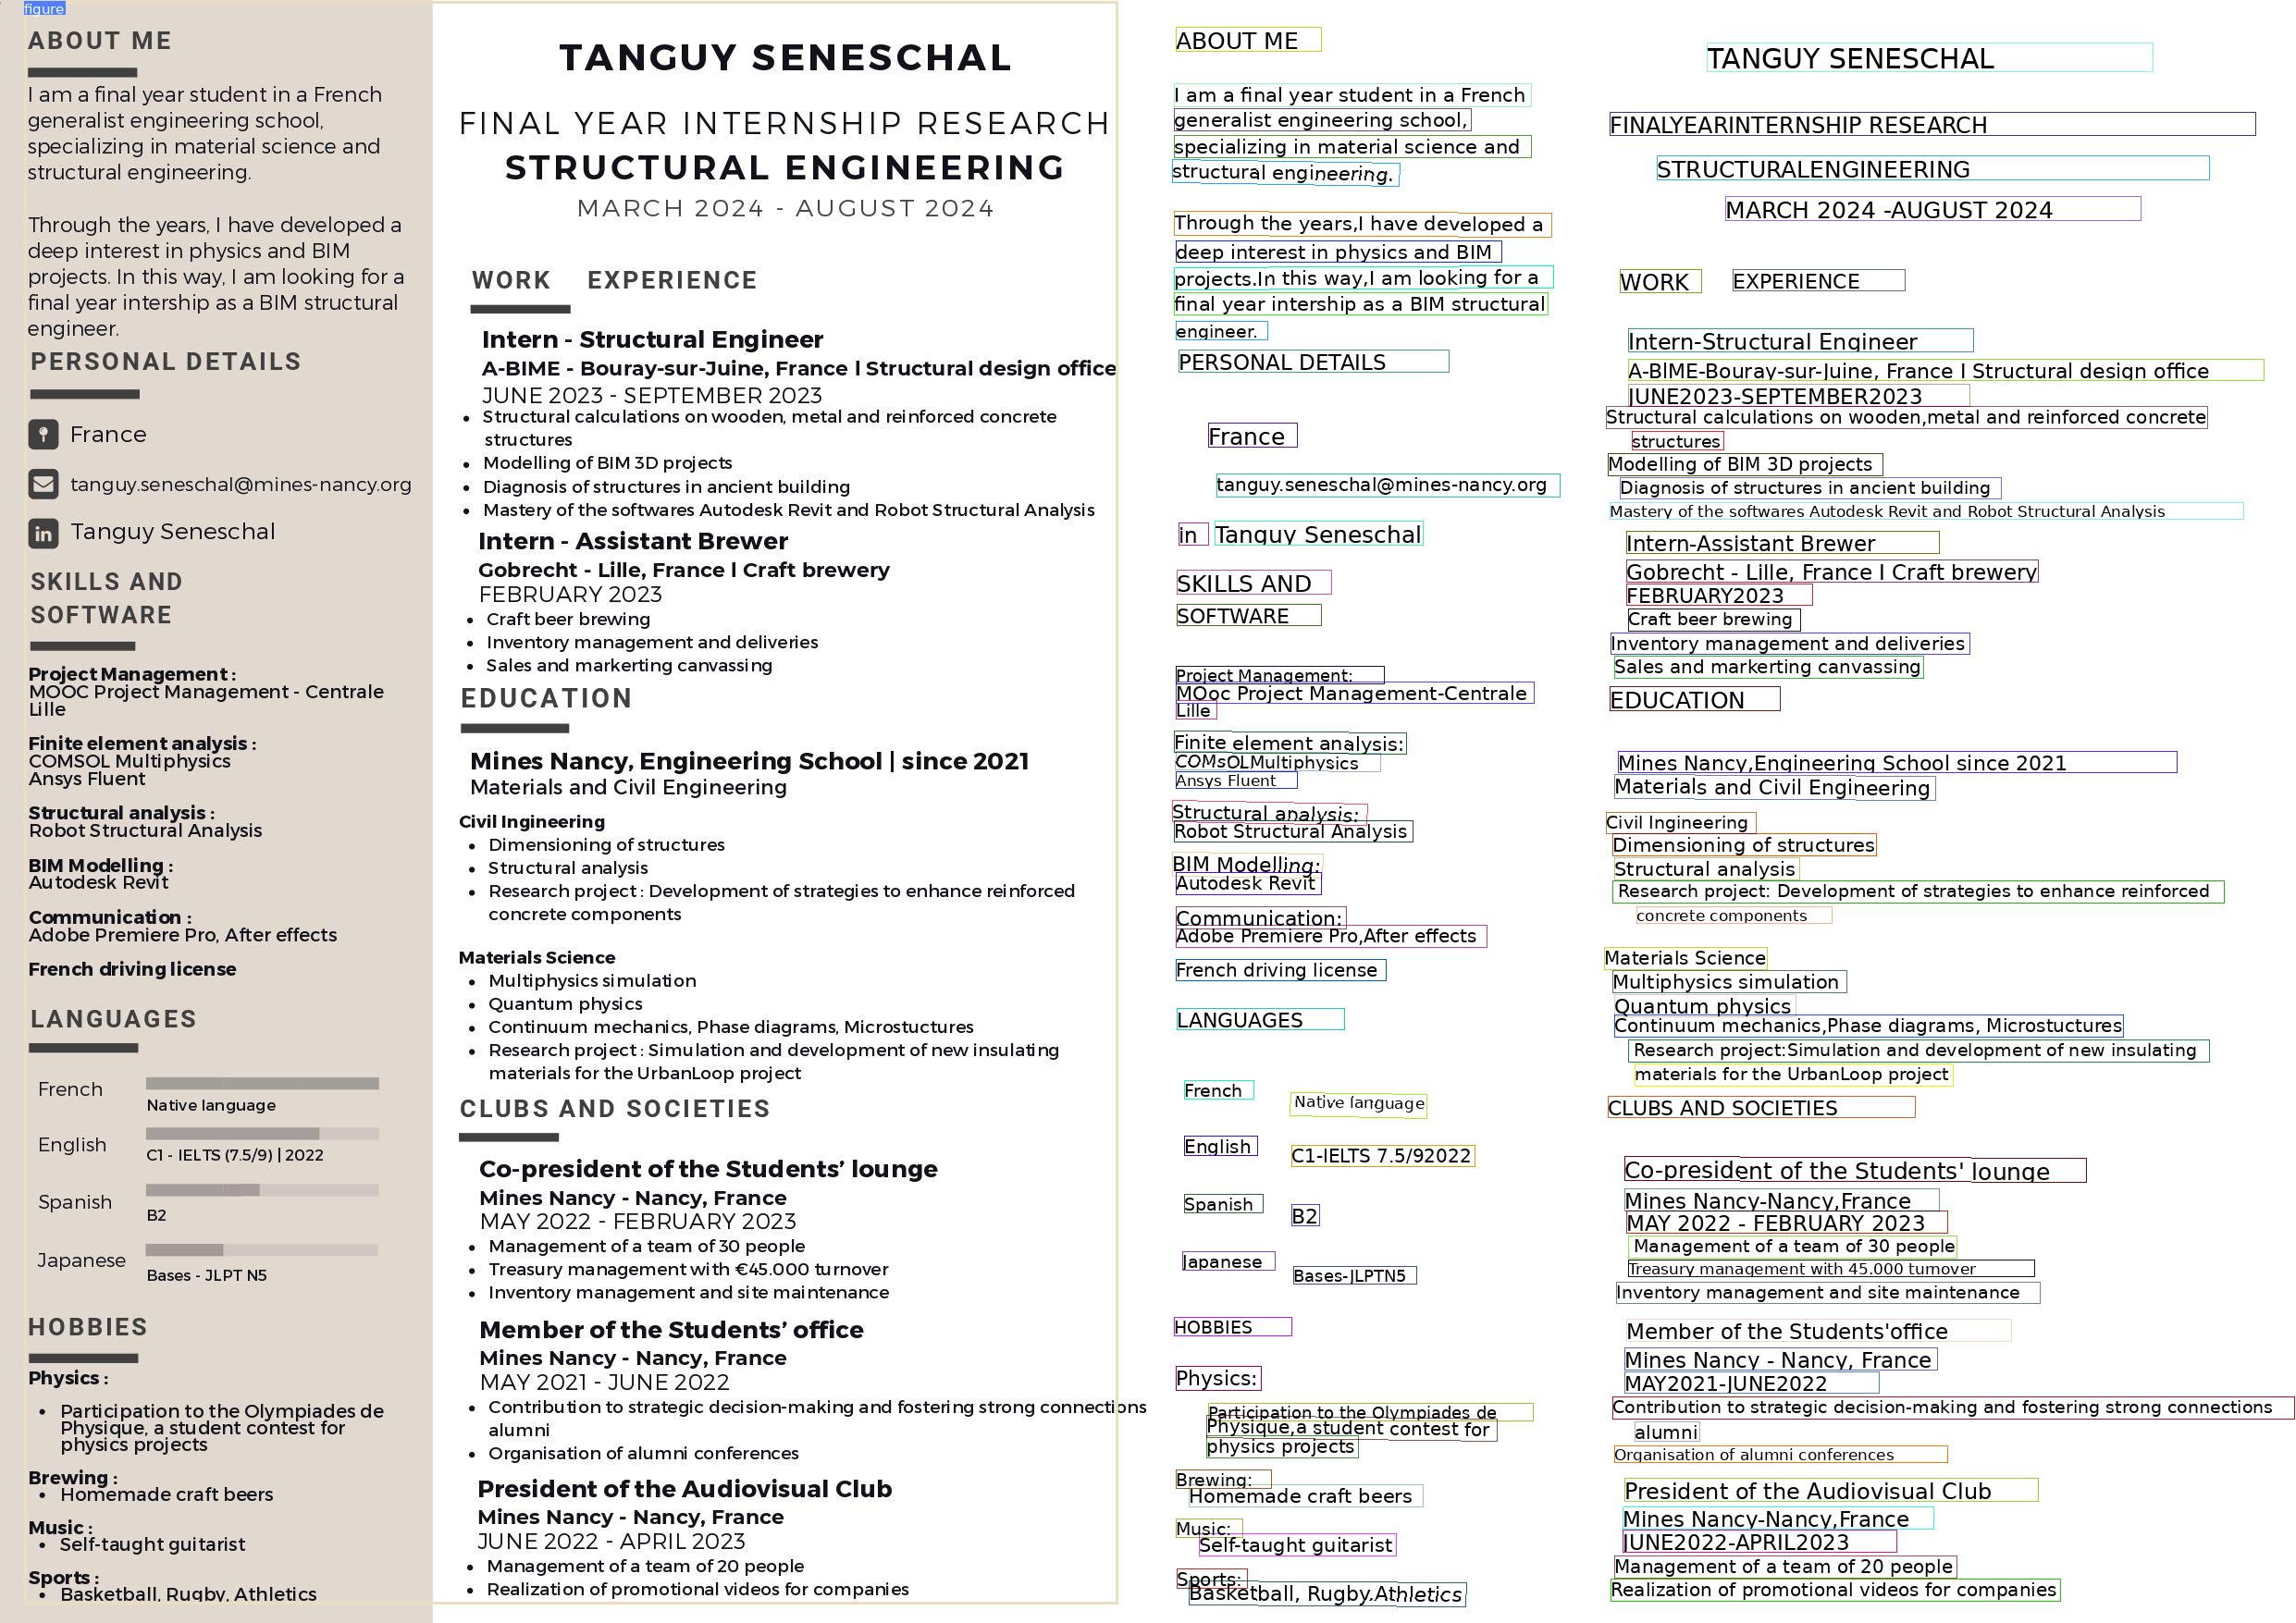 figure
ABOUT ME
I am a final year student in a French
generalist engineering school,
specializing in material science and
structural engineering.
Through the years, I have developed a
deep interest in physics and BIM
projects. In this way, I am looking for a
final year intership as a BIM structural
engineer.
PERSONAL DETAILS
France
tanguy.seneschal@mines-nancy.org
in Tanguy Seneschal
SKILLS AND
SOFTWARE
Project Management :
MOOC Project Management - Centrale
Lille
Finite element analysis :
COMSOL Multiphysics
Ansys Fluent
Structural analysis :
Robot Structural Analysis
BIM Modelling :
Autodesk Revit
Communication :
Adobe Premiere Pro, After effects
French driving license
LANGUAGES
French
Native language
English
C1 - IELTS (7.5/9) | 2022
Spanish
B2
Japanese
Bases - JLPT N5
HOBBIES
Physics :
• Participation to the Olympiades de
Physique, a student contest for
physics projects
Brewing :
• Homemade craft beers
Music :
• Self-taught guitarist
Sports :
• Basketball, Rugby, Athletics
TANGUY SENESCHAL
FINAL YEAR INTERNSHIP RESEARCH
STRUCTURAL ENGINEERING
MARCH 2024 - AUGUST 2024
WORK EXPERIENCE
Intern - Structural Engineer
A-BIME - Bouray-sur-Juine, France l Structural design office
JUNE 2023 - SEPTEMBER 2023
• Structural calculations on wooden, metal and reinforced concrete
structures
• Modelling of BIM 3D projects
• Diagnosis of structures in ancient building
• Mastery of the softwares Autodesk Revit and Robot Structural Analysis
Intern - Assistant Brewer
Gobrecht - Lille, France l Craft brewery
FEBRUARY 2023
• Craft beer brewing
• Inventory management and deliveries
• Sales and markerting canvassing
EDUCATION
Mines Nancy, Engineering School | since 2021
Materials and Civil Engineering
Civil Ingineering
• Dimensioning of structures
• Structural analysis
• Research project : Development of strategies to enhance reinforced
concrete components
Materials Science
• Multiphysics simulation
• Quantum physics
• Continuum mechanics, Phase diagrams, Microstuctures
• Research project : Simulation and development of new insulating
materials for the UrbanLoop project
CLUBS AND SOCIETIES
Co-president of the Students’ lounge
Mines Nancy - Nancy, France
MAY 2022 - FEBRUARY 2023
• Management of a team of 30 people
• Treasury management with €45.000 turnover
• Inventory management and site maintenance
Member of the Students’ office
Mines Nancy - Nancy, France
MAY 2021 - JUNE 2022
• Contribution to strategic decision-making and fostering strong connections
alumni
• Organisation of alumni conferences
President of the Audiovisual Club
Mines Nancy - Nancy, France
JUNE 2022 - APRIL 2023
• Management of a team of 20 people
• Realization of promotional videos for companies
ABOUT ME
I am a final year student in a French
generalist engineering school,
specializing in material science and
structural engineering.
Through the years,I have developed a
deep interest in physics and BIM
projects.In this way,I am looking for a
final year intership as a BIM structural
engineer.
PERSONAL DETAILS
France
tanguy.seneschal@mines-nancy.org
in Tanguy Seneschal
SKILLS AND
SOFTWARE
Project Management:
MOoc Project Management-Centrale
Lille
Finite element analysis:
COMsOLMultiphysics
Ansys Fluent
Structural analysis:
Robot Structural Analysis
BIM Modelling:
Autodesk Revit
Communication:
Adobe Premiere Pro,After effects
French driving license
LANGUAGES
French
Native language
English
C1-IELTS 7.5/92022
Spanish
B2
Japanese
Bases-JLPTN5
HOBBIES
Physics:
Participation to the Olympiades de
Physique,a student contest for
physics projects
Brewing:
Homemade craft beers
Music:
Self-taught guitarist
Sports:
Basketball, Rugby.Athletics
TANGUY SENESCHAL
FINALYEARINTERNSHIP RESEARCH
STRUCTURALENGINEERING
MARCH 2024 -AUGUST 2024
WORK EXPERIENCE
Intern-Structural Engineer
A-BIME-Bouray-sur-Juine, France I Structural design office
JUNE2023-SEPTEMBER2023
Structural calculations on wooden,metal and reinforced concrete
structures
Modelling of BIM 3D projects
Diagnosis of structures in ancient building
Mastery of the softwares Autodesk Revit and Robot Structural Analysis
Intern-Assistant Brewer
Gobrecht - Lille, France I Craft brewery
FEBRUARY2023
Craft beer brewing
Inventory management and deliveries
Sales and markerting canvassing
EDUCATION
Mines Nancy,Engineering School since 2021
Materials and Civil Engineering
Civil Ingineering
Dimensioning of structures
Structural analysis
Research project: Development of strategies to enhance reinforced
concrete components
Materials Science
Multiphysics simulation
Quantum physics
Continuum mechanics,Phase diagrams, Microstuctures
Research project:Simulation and development of new insulating
materials for the UrbanLoop project
CLUBS AND SOCIETIES
Co-president of the Students' lounge
Mines Nancy-Nancy,France
MAY 2022 - FEBRUARY 2023
Management of a team of 30 people
Treasury management with 45.000 turnover
Inventory management and site maintenance
Member of the Students'office
Mines Nancy - Nancy, France
MAY2021-JUNE2022
Contribution to strategic decision-making and fostering strong connections
alumni
Organisation of alumni conferences
President of the Audiovisual Club
Mines Nancy-Nancy,France
JUNE2022-APRIL2023
Management of a team of 20 people
Realization of promotional videos for companies